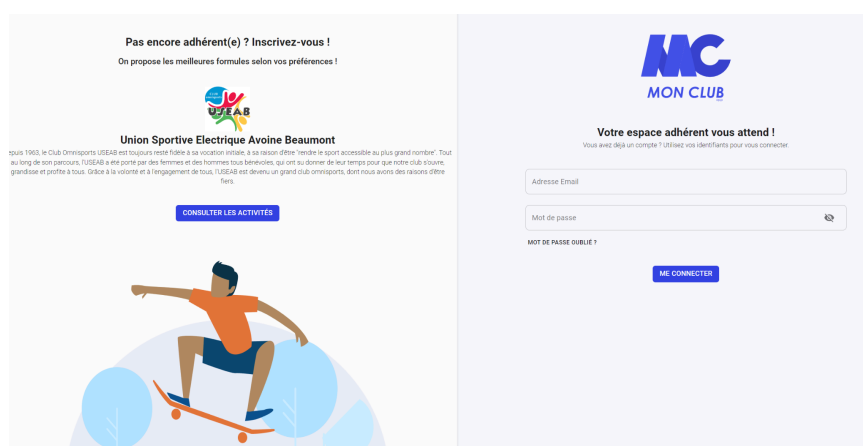 Pas encore adhérent(e) ? Inscrivez-vous !
On propose les meilleures formules selon vos préférences !
USEAB
Union Sportive Electrique Avoine Beaumont
epuis 1963, le Club Omnisports USEAB est toujours resté fidèle à sa vocation initiale, à sa raison d'être "rendre le sport accessible au plus grand nombre". Tout
au long de son parcours, l'USEAB a été porté par des femmes et des hommes tous bénévoles, qui ont su donner de leur temps pour que notre club s'ouvre,
grandisse et profite à tous. Grâce à la volonté et à l'engagement de tous, l'USEAB est devenu un grand club omnisports, dont nous avons des raisons d'être
fiers.
CONSULTER LES ACTIVITÉS
MC
MON CLUB
Votre espace adhérent vous attend !
Vous avez déjà un compte ? Utilisez vos identifiants pour vous connecter.
Adresse Email
Mot de passe
MOT DE PASSE OUBLIÉ ?
ME CONNECTER